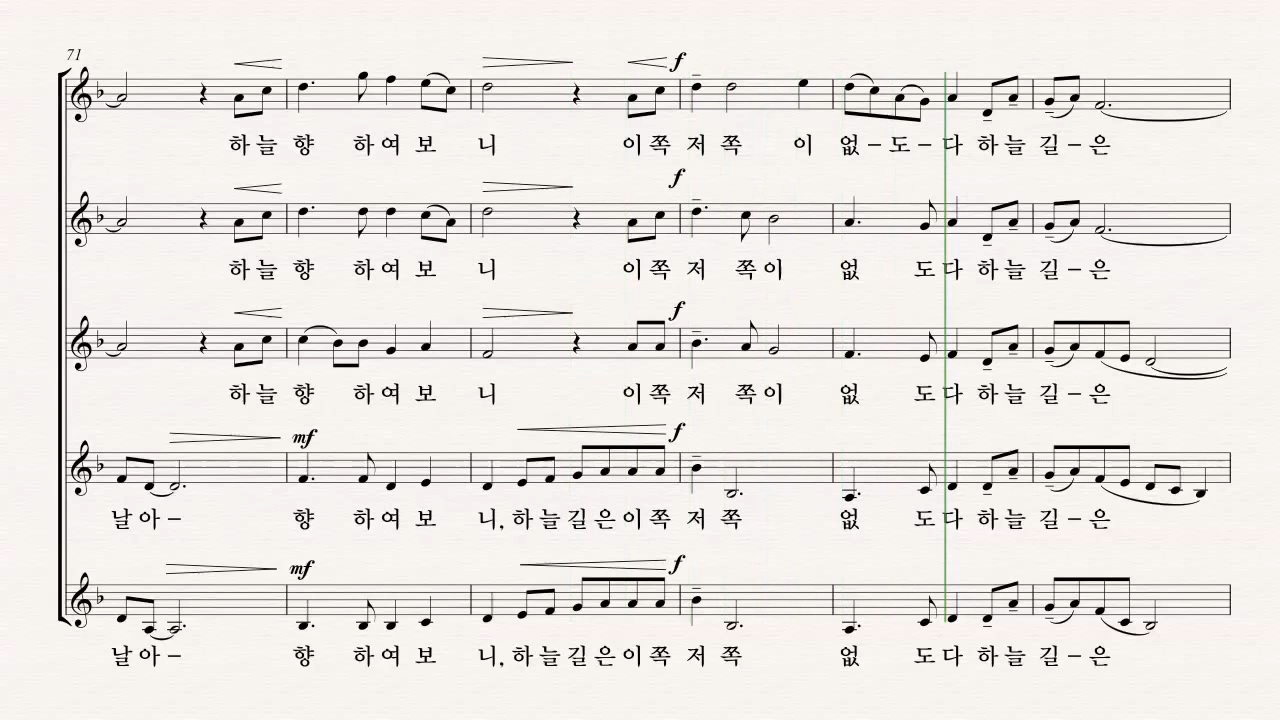 71
f
하늘 향 하여 보 니 이쪽 저 쪽 이 없–도–다 하늘 길–은
f
하늘 향 하여 보 니 이쪽 저 쪽이 없 도다 하늘 길–은
f
하늘 향 하여 보 니 이쪽 저 쪽이 없 도다 하늘 길–은
mf f
날아– 향 하여 보 니, 하늘길은이쪽 저 쪽 없 도다 하늘 길–은
mf f
날아– 향 하여 보 니, 하늘길은이쪽 저 쪽 없 도다 하늘 길–은